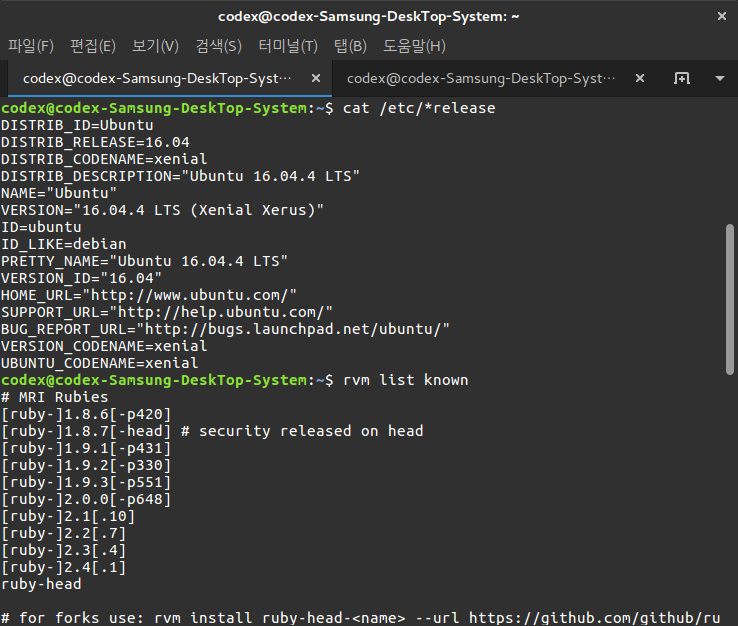 codex@codex-Samsung-DeskTop-System: ~
파일(F) 편집(E) 보기(V) 검색(S) 터미널(T) 탭(B) 도움말(H)
codex@codex-Samsung-DeskTop-Syst··· codex@codex-Samsung-DeskTop-Syst···
codex@codex-Samsung-DeskTop-System:~$ cat /etc/*release
DISTRIB_ID=Ubuntu
DISTRIB_RELEASE=16.04
DISTRIB_CODENAME=xenial
DISTRIB_DESCRIPTION="Ubuntu 16.04.4 LTS"
NAME="Ubuntu"
VERSION="16.04.4 LTS (Xenial Xerus)"
ID=ubuntu
ID_LIKE=debian
PRETTY_NAME="Ubuntu 16.04.4 LTS"
VERSION_ID="16.04"
HOME_URL="http://www.ubuntu.com/"
SUPPORT_URL="http://help.ubuntu.com/"
BUG_REPORT_URL="http://bugs.launchpad.net/ubuntu/"
VERSION_CODENAME=xenial
UBUNTU_CODENAME=xenial
codex@codex-Samsung-DeskTop-System:~$ rvm list known
# MRI Rubies
[ruby-]1.8.6[-p420]
[ruby-]1.8.7[-head] # security released on head
[ruby-]1.9.1[-p431]
[ruby-]1.9.2[-p330]
[ruby-]1.9.3[-p551]
[ruby-]2.0.0[-p648]
[ruby-]2.1[.10]
[ruby-]2.2[.7]
[ruby-]2.3[.4]
[ruby-]2.4[.1]
ruby-head
# for forks use: rvm install ruby-head-<name> --url https://github.com/github/ru